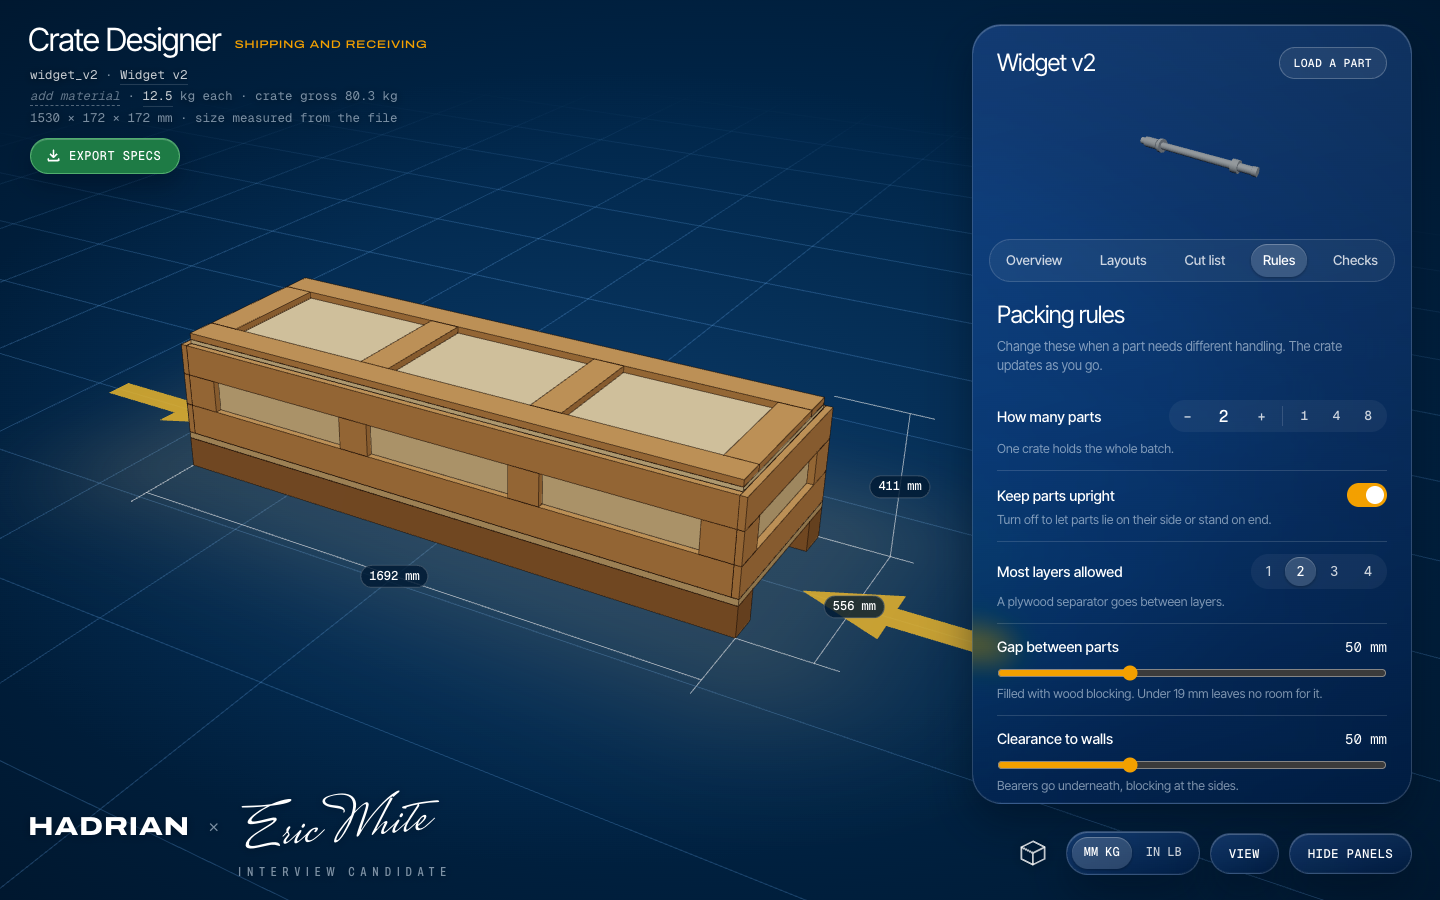 Crate Designer SHIPPING AND RECEIVING
widget_v2 · Widget v2
add material · 12.5 kg each · crate gross 80.3 kg
1530 × 172 × 172 mm · size measured from the file
EXPORT SPECS
411 mm
1692 mm
556 mm
HADRIAN × Eric White
INTERVIEW CANDIDATE
Widget v2
LOAD A PART
Overview Layouts Cut list Rules Checks
Packing rules
Change these when a part needs different handling. The crate
updates as you go.
How many parts − 2 + 1 4 8
One crate holds the whole batch.
Keep parts upright
Turn off to let parts lie on their side or stand on end.
Most layers allowed 1 2 3 4
A plywood separator goes between layers.
Gap between parts 50 mm
Filled with wood blocking. Under 19 mm leaves no room for it.
Clearance to walls 50 mm
Bearers go underneath, blocking at the sides.
MM KG IN LB VIEW HIDE PANELS